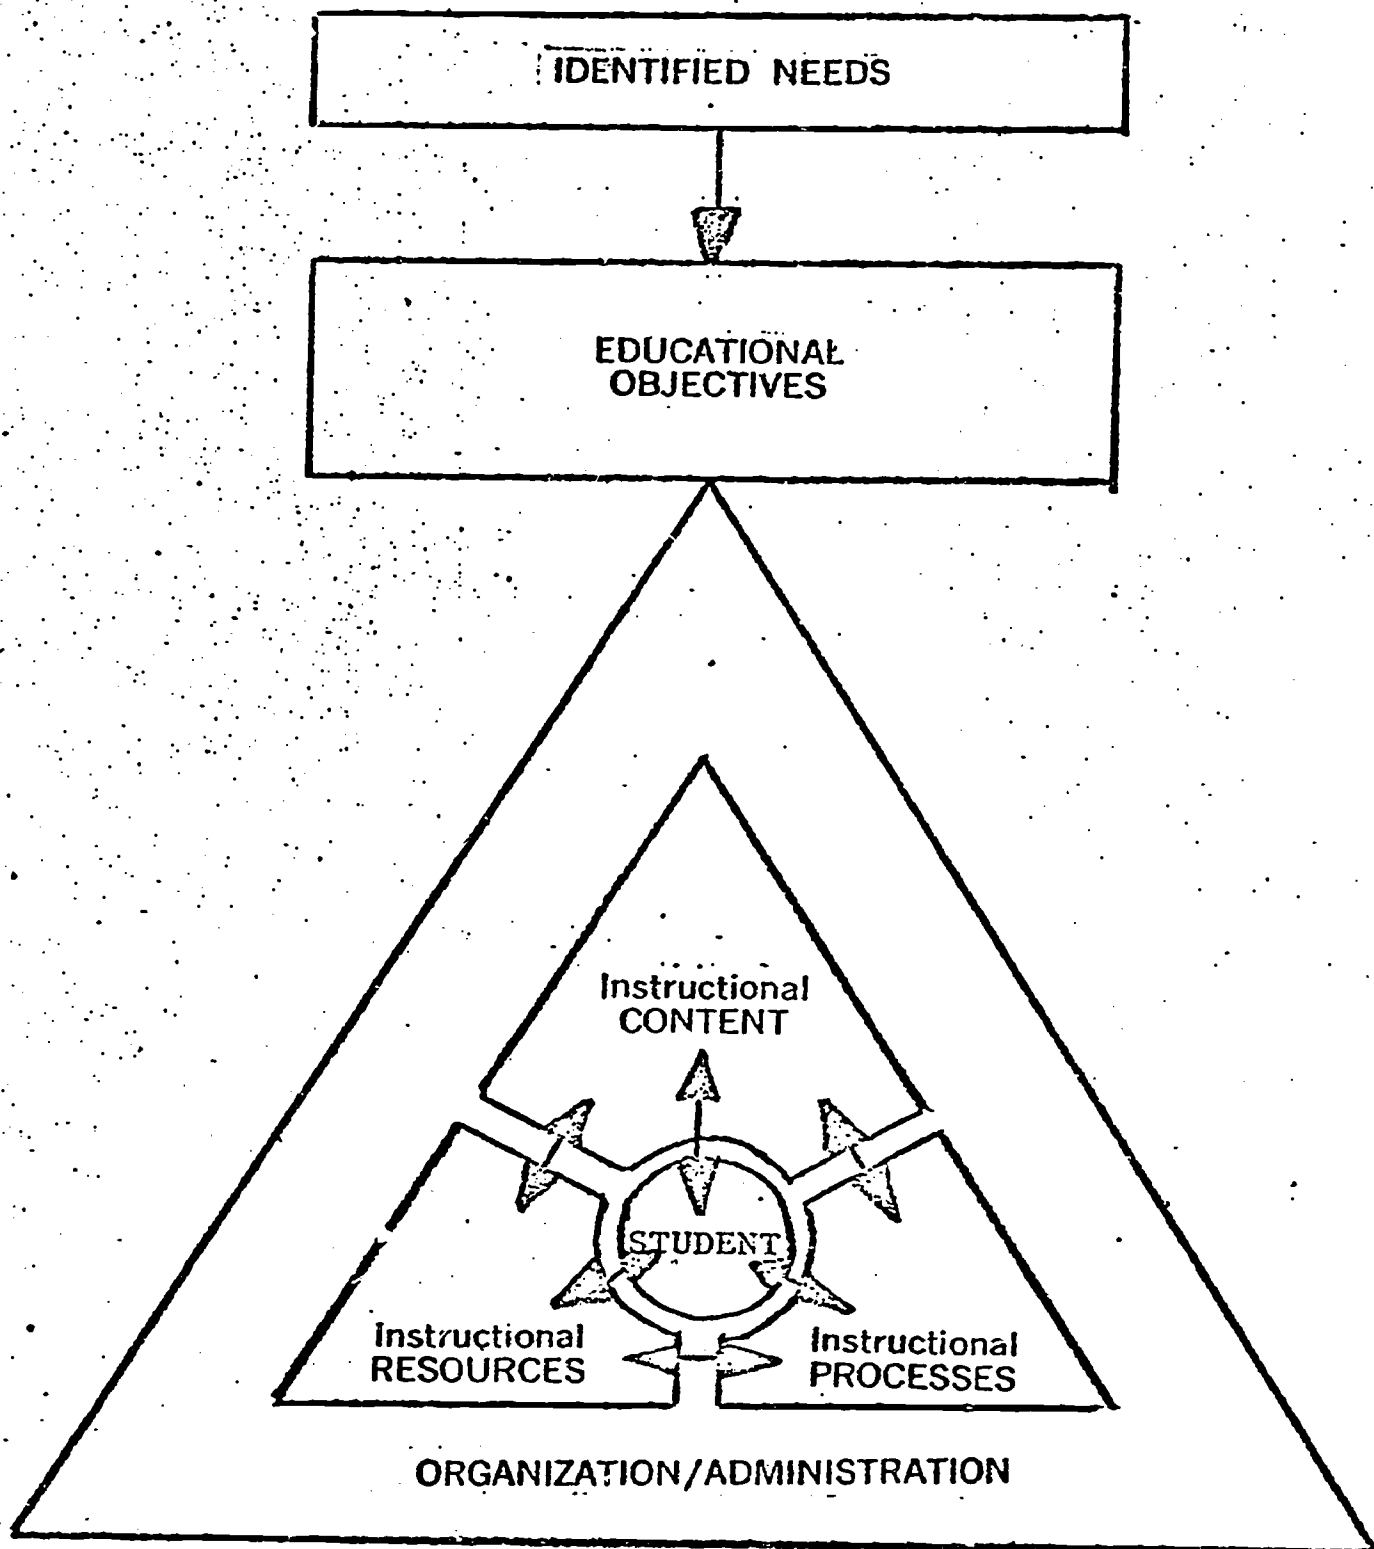 IDENTIFIED NEEDS
EDUCATIONAL
OBJECTIVES
Instructional
CONTENT
STUDENT
Instructional
RESOURCES
Instructional
PROCESSES
ORGANIZATION/ADMINISTRATION